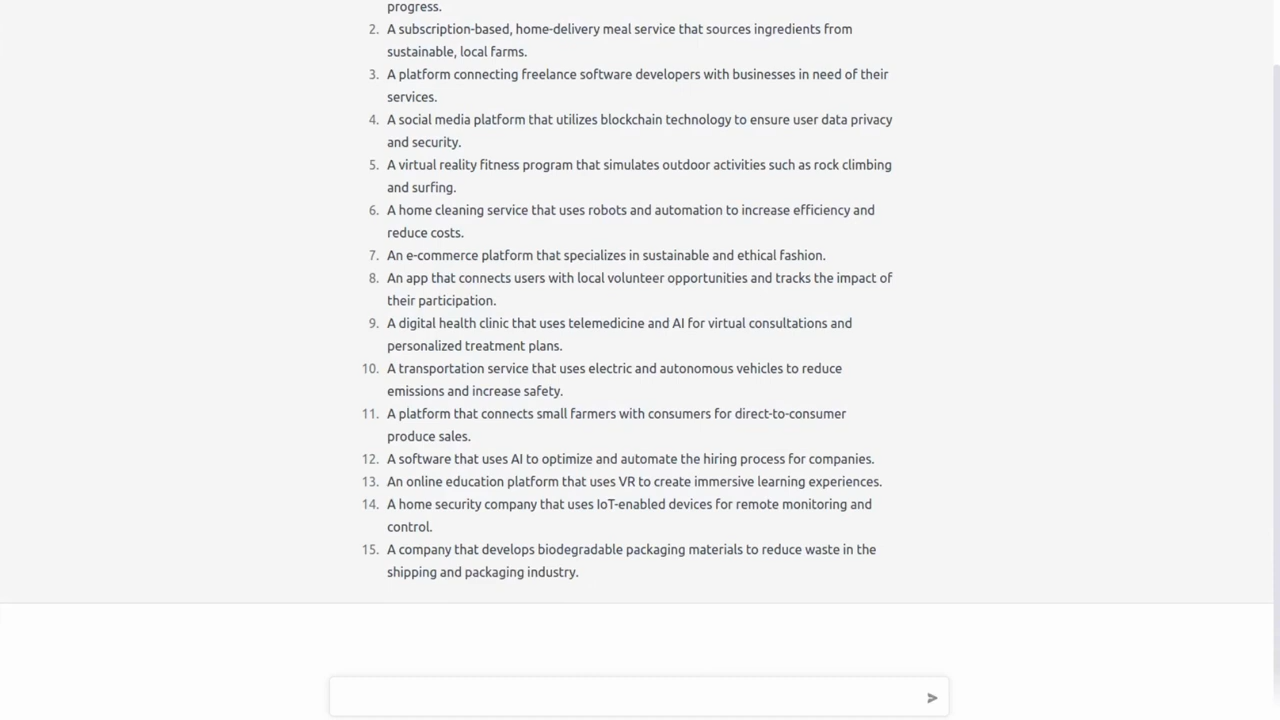 progress.
2. A subscription-based, home-delivery meal service that sources ingredients from
sustainable, local farms.
3. A platform connecting freelance software developers with businesses in need of their
services.
4. A social media platform that utilizes blockchain technology to ensure user data privacy
and security.
5. A virtual reality fitness program that simulates outdoor activities such as rock climbing
and surfing.
6. A home cleaning service that uses robots and automation to increase efficiency and
reduce costs.
7. An e-commerce platform that specializes in sustainable and ethical fashion.
8. An app that connects users with local volunteer opportunities and tracks the impact of
their participation.
9. A digital health clinic that uses telemedicine and AI for virtual consultations and
personalized treatment plans.
10. A transportation service that uses electric and autonomous vehicles to reduce
emissions and increase safety.
11. A platform that connects small farmers with consumers for direct-to-consumer
produce sales.
12. A software that uses AI to optimize and automate the hiring process for companies.
13. An online education platform that uses VR to create immersive learning experiences.
14. A home security company that uses IoT-enabled devices for remote monitoring and
control.
15. A company that develops biodegradable packaging materials to reduce waste in the
shipping and packaging industry.